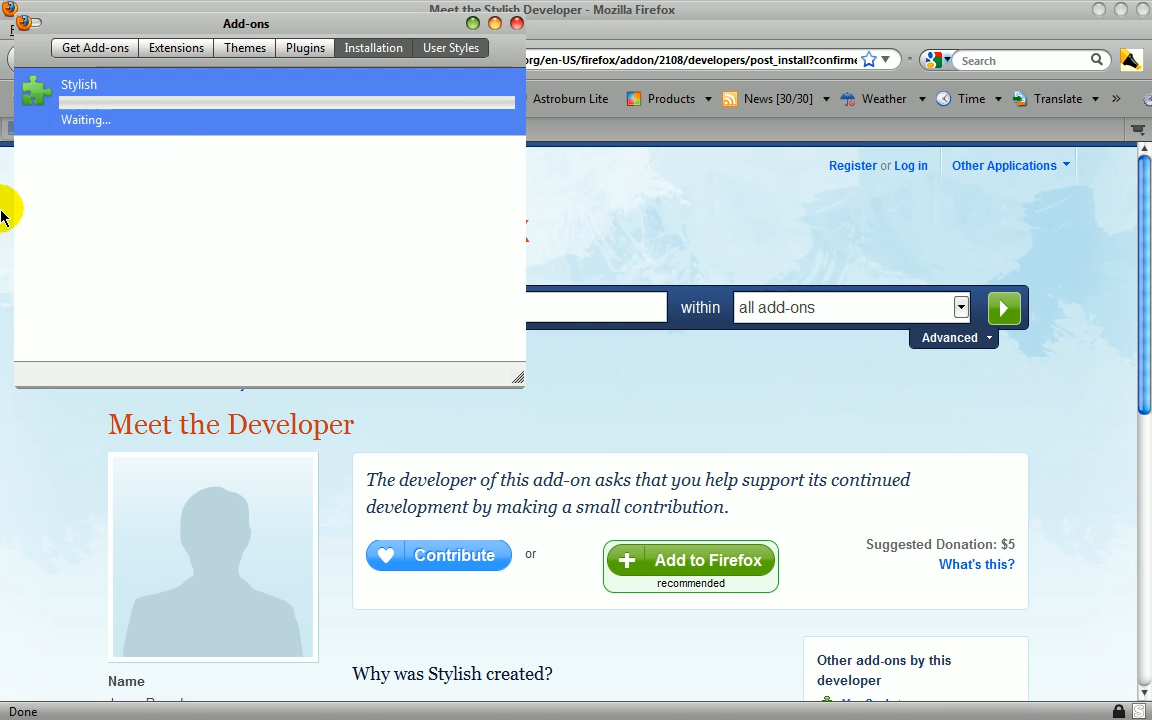 Meet the Stylish Developer - Mozilla Firefox
Add-ons
Get Add-ons Extensions Themes Plugins Installation User Styles
org/en-US/firefox/addon/2108/developers/post_install?confirme
Search
Stylish
Waiting...
Astroburn Lite Products News [30/30] Weather Time Translate »
Register or Log in Other Applications
within all add-ons
Advanced
Meet the Developer
The developer of this add-on asks that you help support its continued
development by making a small contribution.
Contribute or Add to Firefox
recommended
Suggested Donation: $5
What's this?
Why was Stylish created?
Other add-ons by this
developer
Name
Done